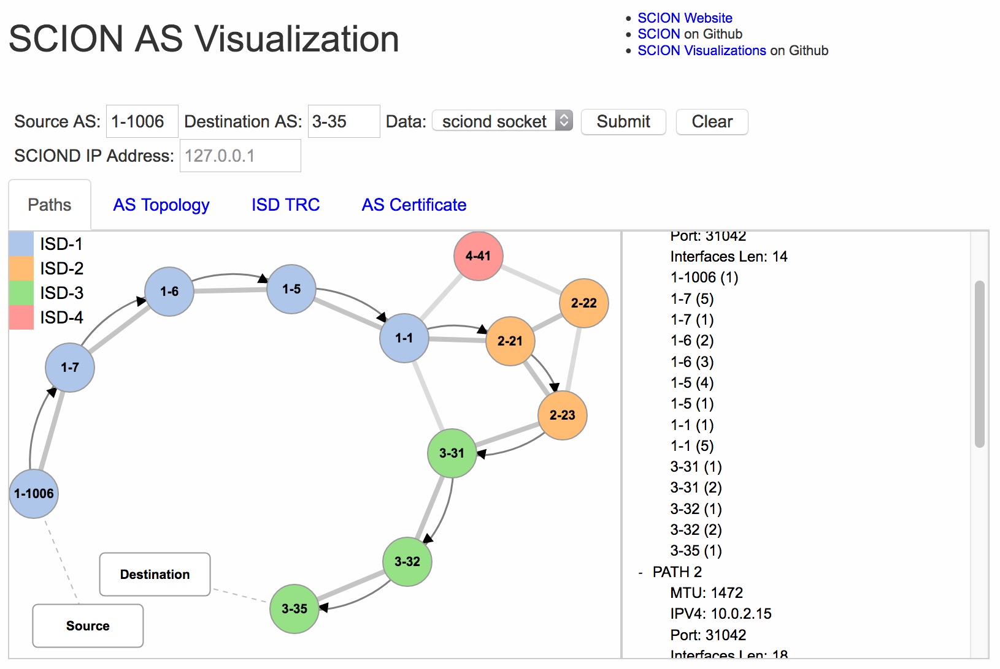 SCION AS Visualization
SCION Website
SCION on Github
SCION Visualizations on Github
Source AS: 1-1006 Destination AS: 3-35 Data: sciond socket Submit Clear
SCIOND IP Address: 127.0.0.1
Paths AS Topology ISD TRC AS Certificate
ISD-1
ISD-2
ISD-3
ISD-4
4-41
1-6
1-5
2-22
1-1
2-21
1-7
2-23
3-31
1-1006
3-32
Destination
3-35
Source
Port: 31042
Interfaces Len: 14
1-1006 (1)
1-7 (5)
1-7 (1)
1-6 (2)
1-6 (3)
1-5 (4)
1-5 (1)
1-1 (1)
1-1 (5)
3-31 (1)
3-31 (2)
3-32 (1)
3-32 (2)
3-35 (1)
- PATH 2
MTU: 1472
IPV4: 10.0.2.15
Port: 31042
Interfaces Len: 18